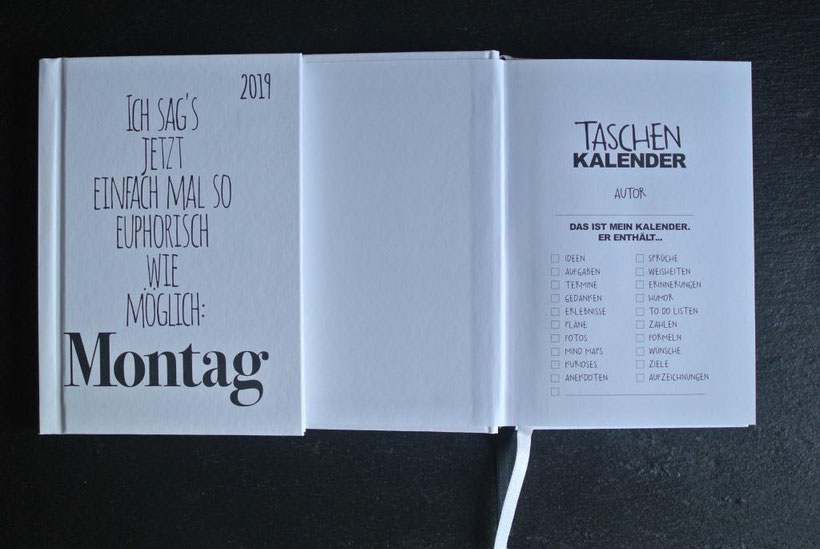 2019
ICH SAG'S
JETZT
EINFACH MAL SO
EUPHORISCH
WIE
MÖGLICH:
Montag
TASCHEN
KALENDER
AUTOR
DAS IST MEIN KALENDER.
ER ENTHÄLT...
IDEEN
AUFGABEN
TERMINE
GEDANKEN
ERLEBNISSE
PLÄNE
FOTOS
MIND MAPS
KURIOSES
ANEKDOTEN
SPRÜCHE
WEISHEITEN
ERINNERUNGEN
HUMOR
TO DO LISTEN
ZAHLEN
FORMELN
WÜNSCHE
ZIELE
AUFZEICHNUNGEN